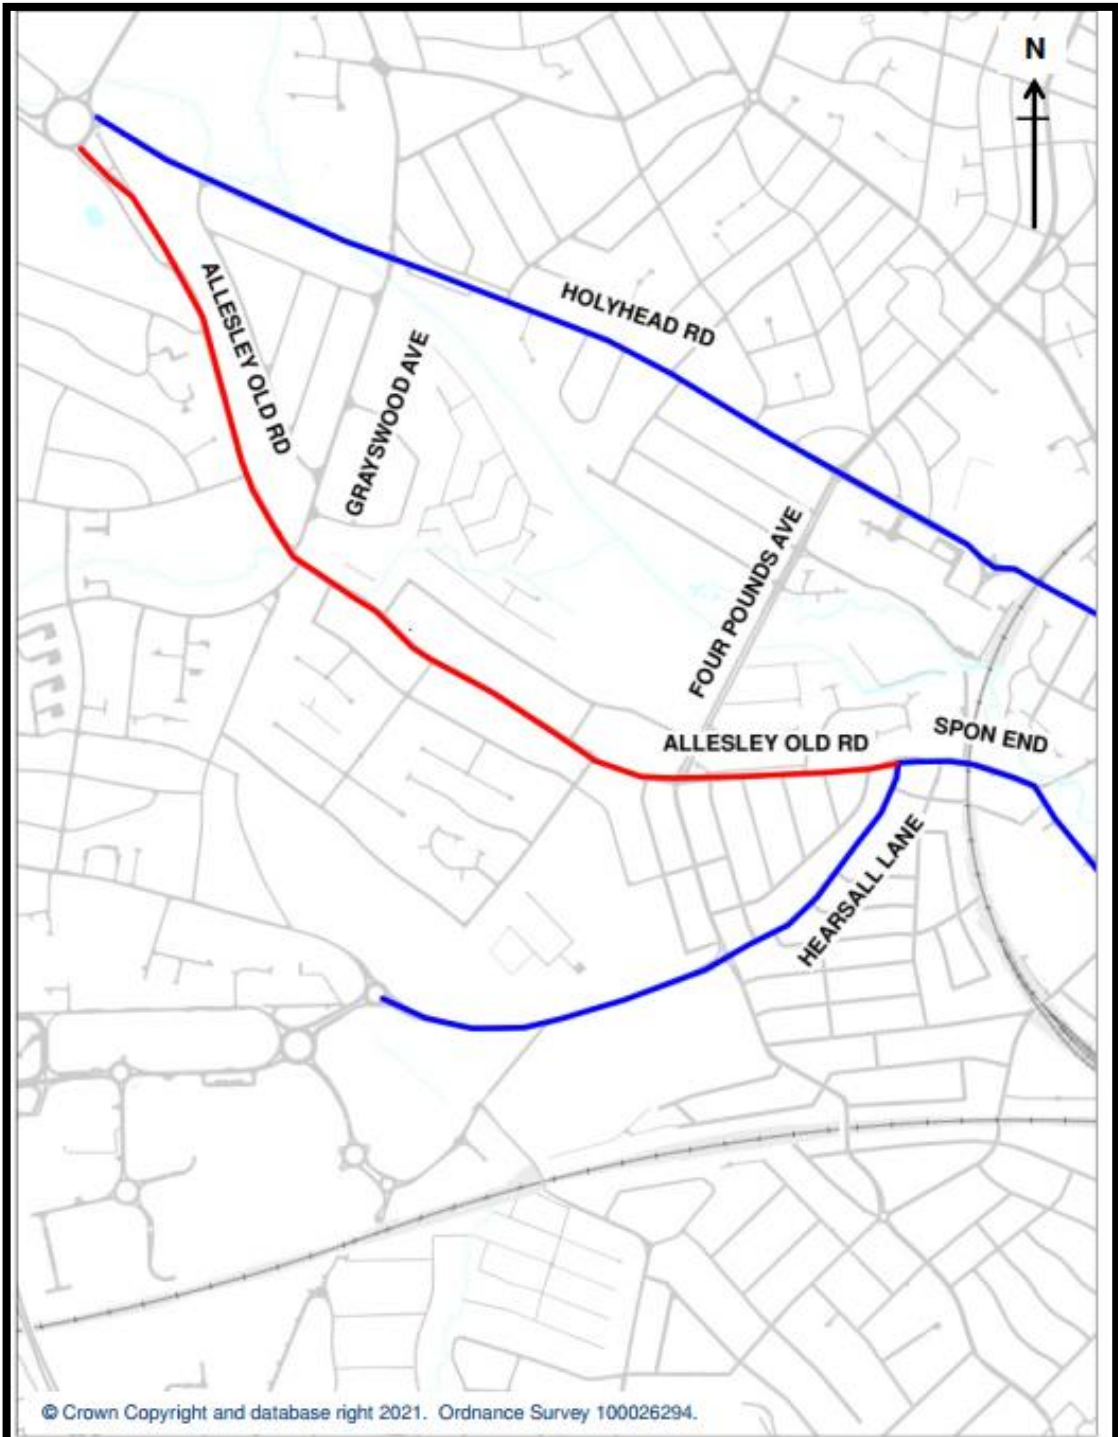 N
HOLYHEAD RD
ALLESLEY OLD RD
GRAYSWOOD AVE
FOUR POUNDS AVE
ALLESLEY OLD RD
SPON END
HEARSALL LANE
© Crown Copyright and database right 2021. Ordnance Survey 100026294.